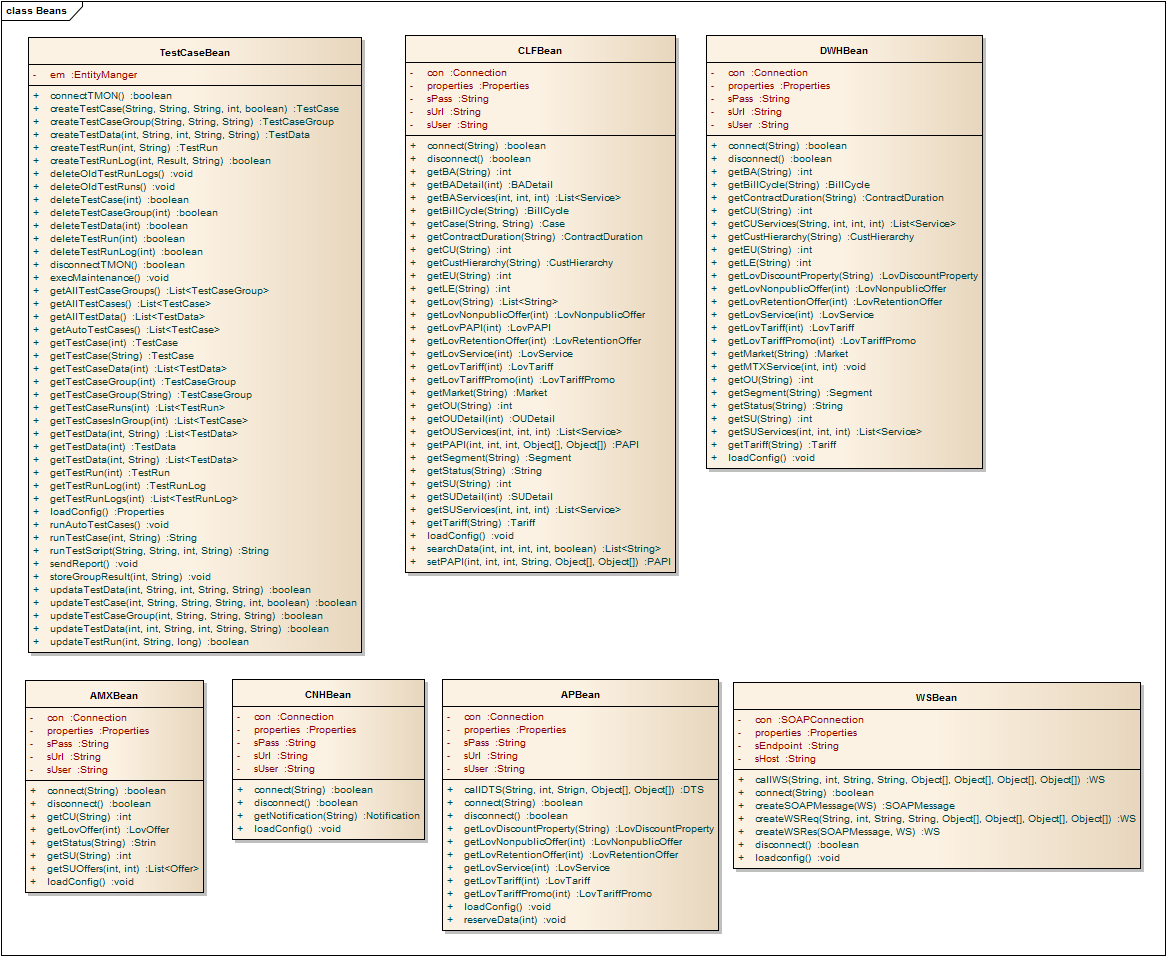 class Beans
TestCaseBean
- em :EntityManger
+ connectTMON() :boolean
+ createTestCase(String, String, String, int, boolean) :TestCase
+ createTestCaseGroup(String, String, String) :TestCaseGroup
+ createTestData(int, String, int, String, String) :TestData
+ createTestRun(int, String) :TestRun
+ createTestRunLog(int, Result, String) :boolean
+ deleteOldTestRunLogs() :void
+ deleteOldTestRuns() :void
+ deleteTestCase(int) :boolean
+ deleteTestCaseGroup(int) :boolean
+ deleteTestData(int) :boolean
+ deleteTestRun(int) :boolean
+ deleteTestRunLog(int) :boolean
+ disconnectTMON() :boolean
+ execMaintenance() :void
+ getAllTestCaseGroups() :List<TestCaseGroup>
+ getAllTestCases() :List<TestCase>
+ getAllTestData() :List<TestData>
+ getAutoTestCases() :List<TestCase>
+ getTestCase(int) :TestCase
+ getTestCase(String) :TestCase
+ getTestCaseData(int) :List<TestData>
+ getTestCaseGroup(int) :TestCaseGroup
+ getTestCaseGroup(String) :TestCaseGroup
+ getTestCaseRuns(int) :List<TestRun>
+ getTestCasesInGroup(int) :List<TestCase>
+ getTestData(int, String) :List<TestData>
+ getTestData(int) :TestData
+ getTestData(int, String) :List<TestData>
+ getTestRun(int) :TestRun
+ getTestRunLog(int) :TestRunLog
+ getTestRunLogs(int) :List<TestRunLog>
+ loadConfig() :Properties
+ runAutoTestCases() :void
+ runTestCase(int, String) :String
+ runTestScript(String, String, int, String) :String
+ sendReport() :void
+ storeGroupResult(int, String) :void
+ updataTestData(int, String, int, String, String) :boolean
+ updateTestCase(int, String, String, String, int, boolean) :boolean
+ updateTestCaseGroup(int, String, String, String) :boolean
+ updateTestData(int, int, String, int, String, String) :boolean
+ updateTestRun(int, String, long) :boolean
CLFBean
- con :Connection
- properties :Properties
- sPass :String
- sUrl :String
- sUser :String
+ connect(String) :boolean
+ disconnect() :boolean
+ getBA(String) :int
+ getBADetail(int) :BADetail
+ getBAServices(int, int, int) :List<Service>
+ getBillCycle(String) :BillCycle
+ getCase(String, String) :Case
+ getContractDuration(String) :ContractDuration
+ getCU(String) :int
+ getCustHierarchy(String) :CustHierarchy
+ getEU(String) :int
+ getLE(String) :int
+ getLov(String) :List<String>
+ getLovNonpublicOffer(int) :LovNonpublicOffer
+ getLovPAPI(int) :LovPAPI
+ getLovRetentionOffer(int) :LovRetentionOffer
+ getLovService(int) :LovService
+ getLovTariff(int) :LovTariff
+ getLovTariffPromo(int) :LovTariffPromo
+ getMarket(String) :Market
+ getOU(String) :int
+ getOUDetail(int) :OUDetail
+ getOUServices(int, int, int) :List<Service>
+ getPAPI(int, int, int, Object[], Object[]) :PAPI
+ getSegment(String) :Segment
+ getStatus(String) :String
+ getSU(String) :int
+ getSUDetail(int) :SUDetail
+ getSUServices(int, int, int) :List<Service>
+ getTariff(String) :Tariff
+ loadConfig() :void
+ searchData(int, int, int, int, boolean) :List<String>
+ setPAPI(int, int, int, String, Object[], Object[]) :PAPI
DWHBean
- con :Connection
- properties :Properties
- sPass :String
- sUrl :String
- sUser :String
+ connect(String) :boolean
+ disconnect() :boolean
+ getBA(String) :int
+ getBillCycle(String) :BillCycle
+ getContractDuration(String) :ContractDuration
+ getCU(String) :int
+ getCUServices(String, int, int, int) :List<Service>
+ getCustHierarchy(String) :CustHierarchy
+ getEU(String) :int
+ getLE(String) :int
+ getLovDiscountProperty(String) :LovDiscountProperty
+ getLovNonpublicOffer(int) :LovNonpublicOffer
+ getLovRetentionOffer(int) :LovRetentionOffer
+ getLovService(int) :LovService
+ getLovTariff(int) :LovTariff
+ getLovTariffPromo(int) :LovTariffPromo
+ getMarket(String) :Market
+ getMTXService(int, int) :void
+ getOU(String) :int
+ getSegment(String) :Segment
+ getStatus(String) :String
+ getSU(String) :int
+ getSUServices(int, int, int) :List<Service>
+ getTariff(String) :Tariff
+ loadConfig() :void
AMXBean
- con :Connection
- properties :Properties
- sPass :String
- sUrl :String
- sUser :String
+ connect(String) :boolean
+ disconnect() :boolean
+ getCU(String) :int
+ getLovOffer(int) :LovOffer
+ getStatus(String) :Strin
+ getSU(String) :int
+ getSUOffers(int, int) :List<Offer>
+ loadConfig() :void
CNHBean
- con :Connection
- properties :Properties
- sPass :String
- sUrl :String
- sUser :String
+ connect(String) :boolean
+ disconnect() :boolean
+ getNotification(String) :Notification
+ loadConfig() :void
APBean
- con :Connection
- properties :Properties
- sPass :String
- sUrl :String
- sUser :String
+ callDTS(String, int, Strign, Object[], Object[]) :DTS
+ connect(String) :boolean
+ disconnect() :boolean
+ getLovDiscountProperty(String) :LovDiscountProperty
+ getLovNonpublicOffer(int) :LovNonpublicOffer
+ getLovRetentionOffer(int) :LovRetentionOffer
+ getLovService(int) :LovService
+ getLovTariff(int) :LovTariff
+ getLovTariffPromo(int) :LovTariffPromo
+ loadConfig() :void
+ reserveData(int) :void
WSBean
- con :SOAPConnection
- properties :Properties
- sEndpoint :String
- sHost :String
+ callWS(String, int, String, String, Object[], Object[], Object[], Object[]) :WS
+ connect(String) :boolean
+ createSOAPMessage(WS) :SOAPMessage
+ createWSReq(String, int, String, String, Object[], Object[], Object[], Object[]) :WS
+ createWSRes(SOAPMessage, WS) :WS
+ disconnect() :boolean
+ loadconfig() :void